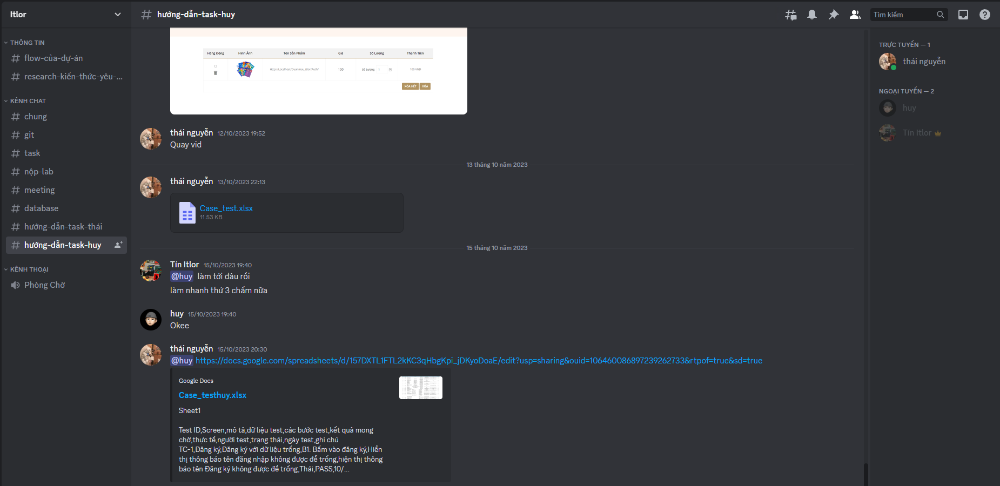 Itlor
THÔNG TIN
flow-của-dự-án
research-kiến-thức-yêu-...
KÊNH CHAT
chung
git
task
nộp-lab
meeting
database
hướng-dẫn-task-thái
hướng-dẫn-task-huy
KÊNH THOẠI
Phòng Chờ
hướng-dẫn-task-huy
Tìm kiếm
Hàng Động Hình Ảnh Tên Sản Phẩm Giá Số Lượng Thanh Tiền
Http://Localhost/Duanmau_itlor/Auth/ 100 Số Lượng 1 100 VND
XÓA HẾT XÓA
thái nguyễn 12/10/2023 19:52
Quay vid
13 tháng 10 năm 2023
thái nguyễn 13/10/2023 22:13
Case_test.xlsx
11.53 KB
15 tháng 10 năm 2023
Tín Itlor 15/10/2023 19:40
@huy làm tới đâu rồi
làm nhanh thứ 3 chấm nữa
huy 15/10/2023 19:40
Okee
thái nguyễn 15/10/2023 20:30
@huy https://docs.google.com/spreadsheets/d/157DXTL1FTL2kKC3qHbgKpi_jDKyoDoaE/edit?usp=sharing&ouid=106460086897239262733&rtpof=true&sd=true
Google Docs
Case_testhuy.xlsx
Sheet1
Test ID,Screen,mô tả,dữ liệu test,các bước test,kết quả mong
chờ,thực tế,người test,trạng thái,ngày test,ghi chú
TC-1,Đăng ký,Đăng ký với dữ liệu trống,B1: Bấm vào đăng ký,Hiển
thị thông báo tên đăng nhập không được để trống,hiện thị thông
báo tên Đăng ký không được để trống,Thái,PASS,10/...
TRỰC TUYẾN — 1
thái nguyễn
NGOẠI TUYẾN — 2
huy
Tín Itlor